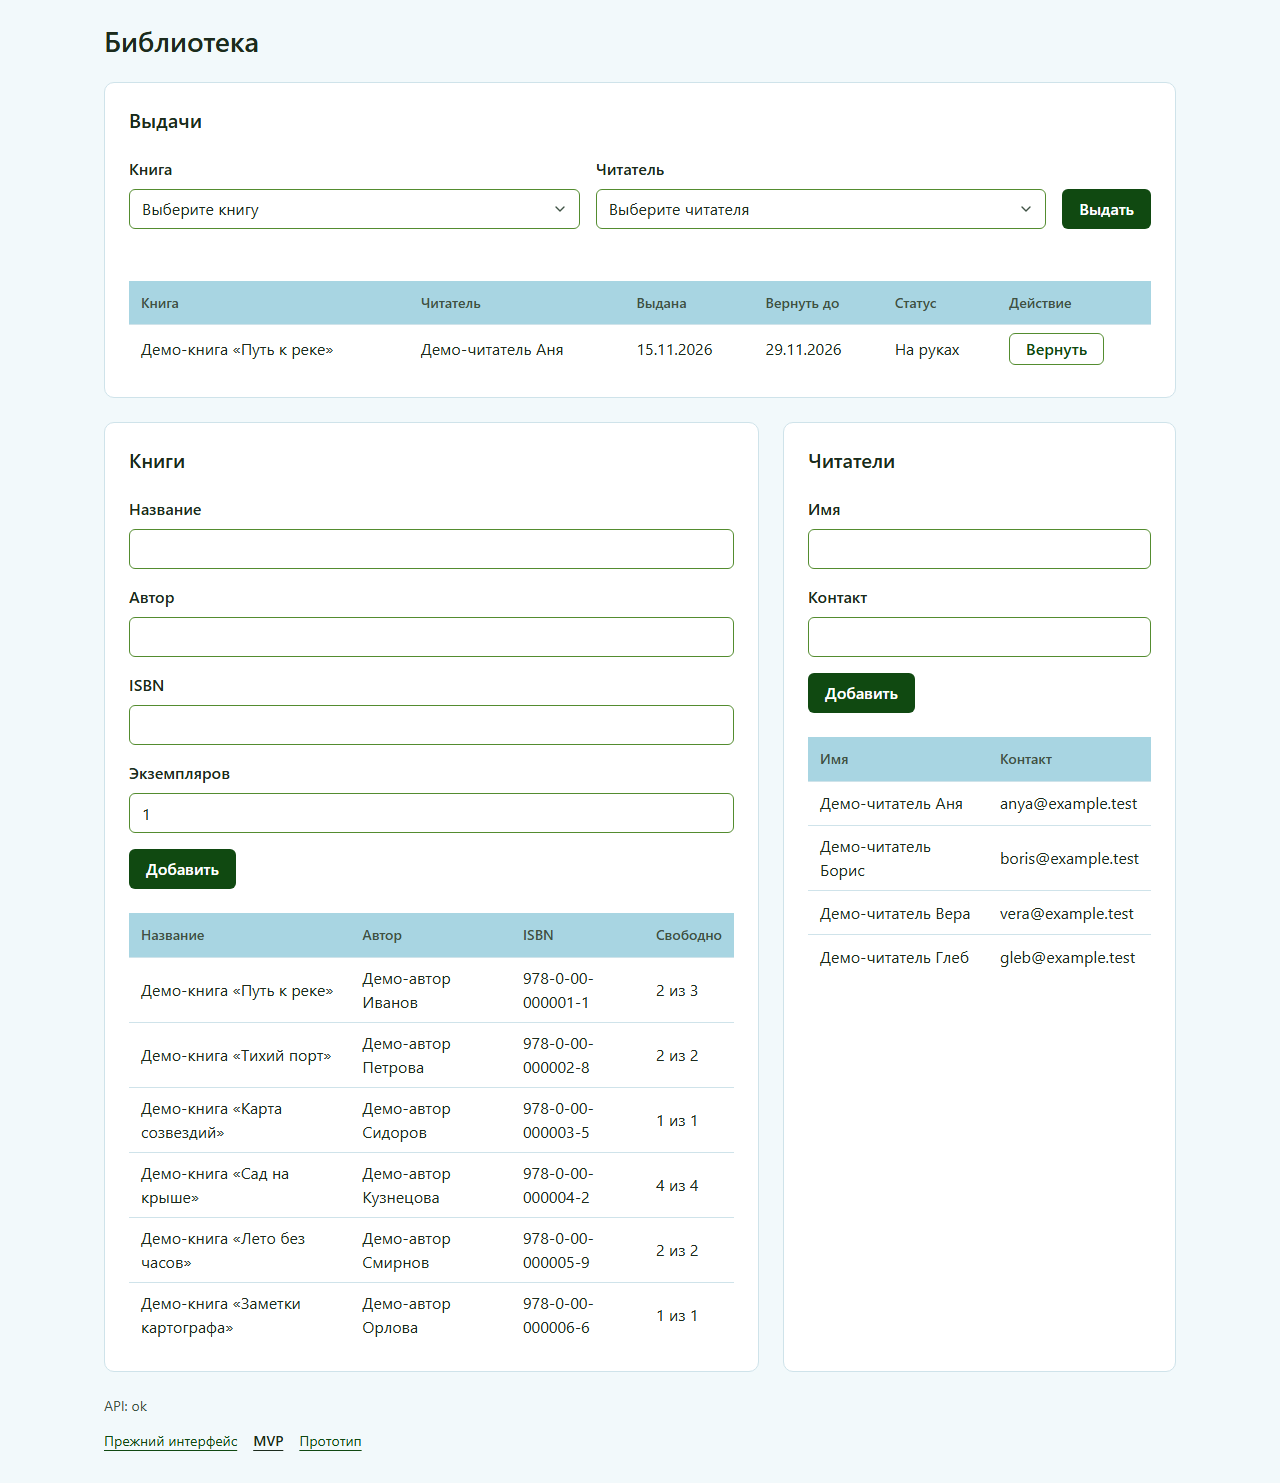 Библиотека
Выдачи
Книга Читатель
Выберите книгу Выберите читателя Выдать
Книга Читатель Выдана Вернуть до Статус Действие
Демо-книга «Путь к реке» Демо-читатель Аня 15.11.2026 29.11.2026 На руках Вернуть
Книги
Название
Автор
ISBN
Экземпляров
1
Добавить
Название Автор ISBN Свободно
Демо-книга «Путь к реке» Демо-автор Иванов 978-0-00-000001-1 2 из 3
Демо-книга «Тихий порт» Демо-автор Петрова 978-0-00-000002-8 2 из 2
Демо-книга «Карта созвездий» Демо-автор Сидоров 978-0-00-000003-5 1 из 1
Демо-книга «Сад на крыше» Демо-автор Кузнецова 978-0-00-000004-2 4 из 4
Демо-книга «Лето без часов» Демо-автор Смирнов 978-0-00-000005-9 2 из 2
Демо-книга «Заметки картографа» Демо-автор Орлова 978-0-00-000006-6 1 из 1
Читатели
Имя
Контакт
Добавить
Имя Контакт
Демо-читатель Аня anya@example.test
Демо-читатель Борис boris@example.test
Демо-читатель Вера vera@example.test
Демо-читатель Глеб gleb@example.test
API: ok
Прежний интерфейс MVP Прототип